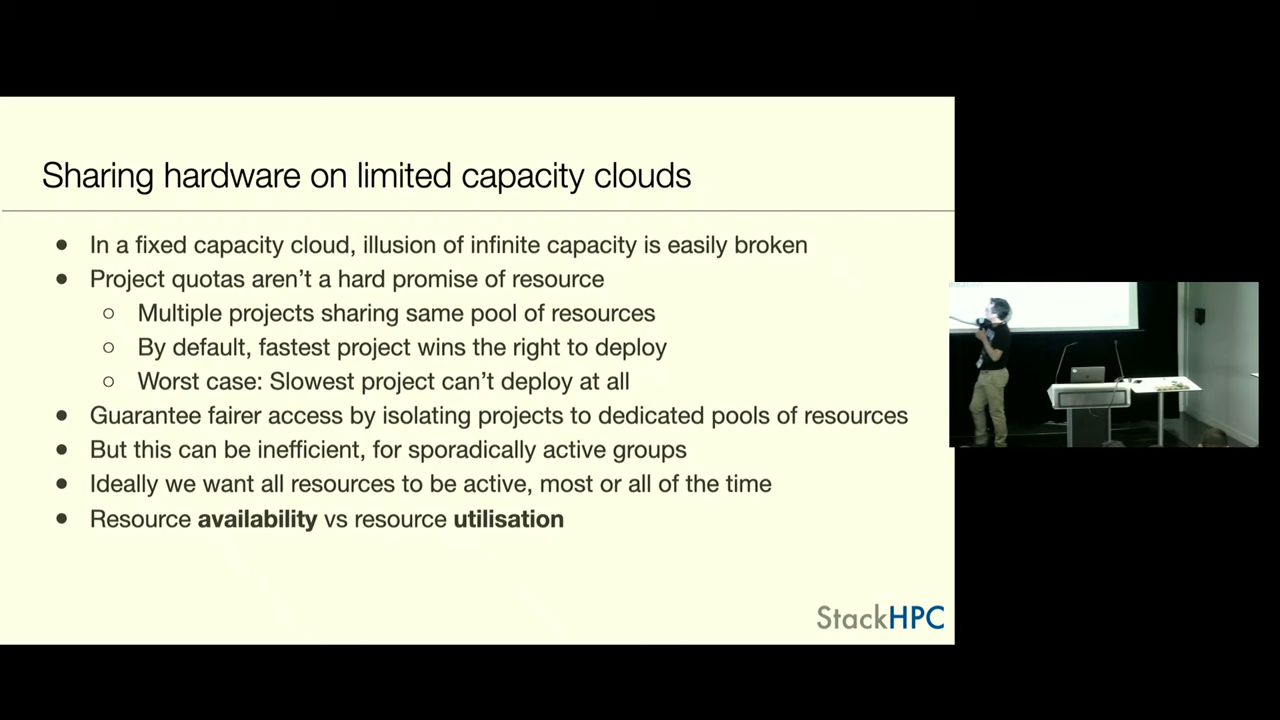 Sharing hardware on limited capacity clouds
● In a fixed capacity cloud, illusion of infinite capacity is easily broken
● Project quotas aren't a hard promise of resource
○ Multiple projects sharing same pool of resources
○ By default, fastest project wins the right to deploy
○ Worst case: Slowest project can't deploy at all
● Guarantee fairer access by isolating projects to dedicated pools of resources
● But this can be inefficient, for sporadically active groups
● Ideally we want all resources to be active, most or all of the time
● Resource availability vs resource utilisation
StackHPC